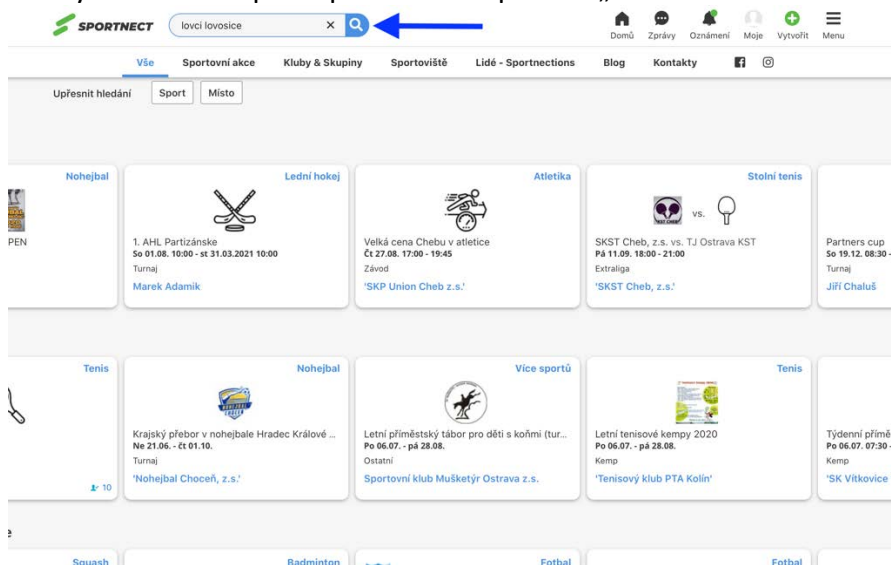 SPORTNECT
lovci lovosice
Domů Zprávy Oznámení Moje Vytvořit Menu
Vše Sportovní akce Kluby & Skupiny Sportoviště Lidé - Sportnections Blog Kontakty
Upřesnit hledání Sport Místo
Nohejbal
PEN
Lední hokej
1. AHL Partizánske
So 01.08. 10:00 - st 31.03.2021 10:00
Turnaj
Marek Adamik
Atletika
Velká cena Chebu v atletice
Čt 27.08. 17:00 - 19:45
Závod
'SKP Union Cheb z.s.'
Stolní tenis
vs.
SKST Cheb, z.s. vs. TJ Ostrava KST
Pá 11.09. 18:00 - 21:00
Extraliga
'SKST Cheb, z.s.'
Partners cup
So 19.12. 08:30 -
Turnaj
Jiří Chaluš
Tenis
10
Nohejbal
Krajský přebor v nohejbale Hradec Králové ...
Ne 21.06. - čt 01.10.
Turnaj
'Nohejbal Choceň, z.s.'
Více sportů
Letní příměstský tábor pro děti s koňmi (tur...
Po 06.07. - pá 28.08.
Ostatní
Sportovní klub Mušketýr Ostrava z.s.
Tenis
Letní tenisové kempy 2020
Po 06.07. - pá 28.08.
Kemp
'Tenisový klub PTA Kolín'
Týdenní přímě
Po 06.07. 07:30 -
Kemp
'SK Vítkovice
e
Squash
Badminton
Fotbal
Fotbal